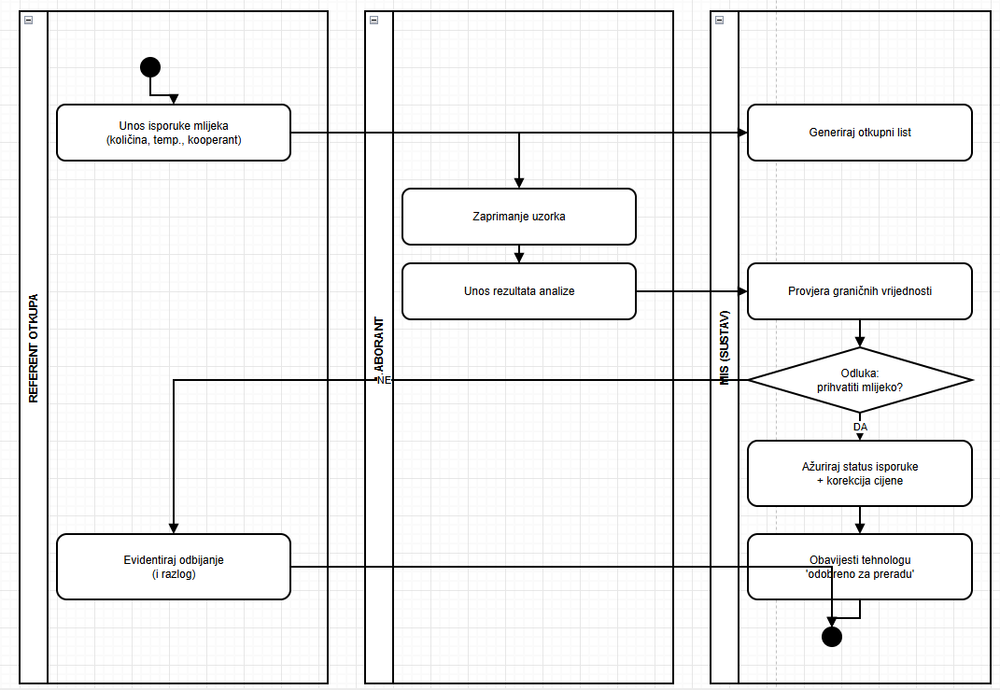 REFERENT OTKUPA
Unos isporuke mlijeka
(količina, temp., kooperant)
Evidentiraj odbijanje
(i razlog)
Zaprimanje uzorka
Unos rezultata analize
NE
MIS (SUSTAV)
Generiraj otkupni list
Provjera graničnih vrijednosti
Odluka:
prihvatiti mlijeko?
DA
Ažuriraj status isporuke
+ korekcija cijene
Obavijesti tehnologu
'odobreno za preradu'